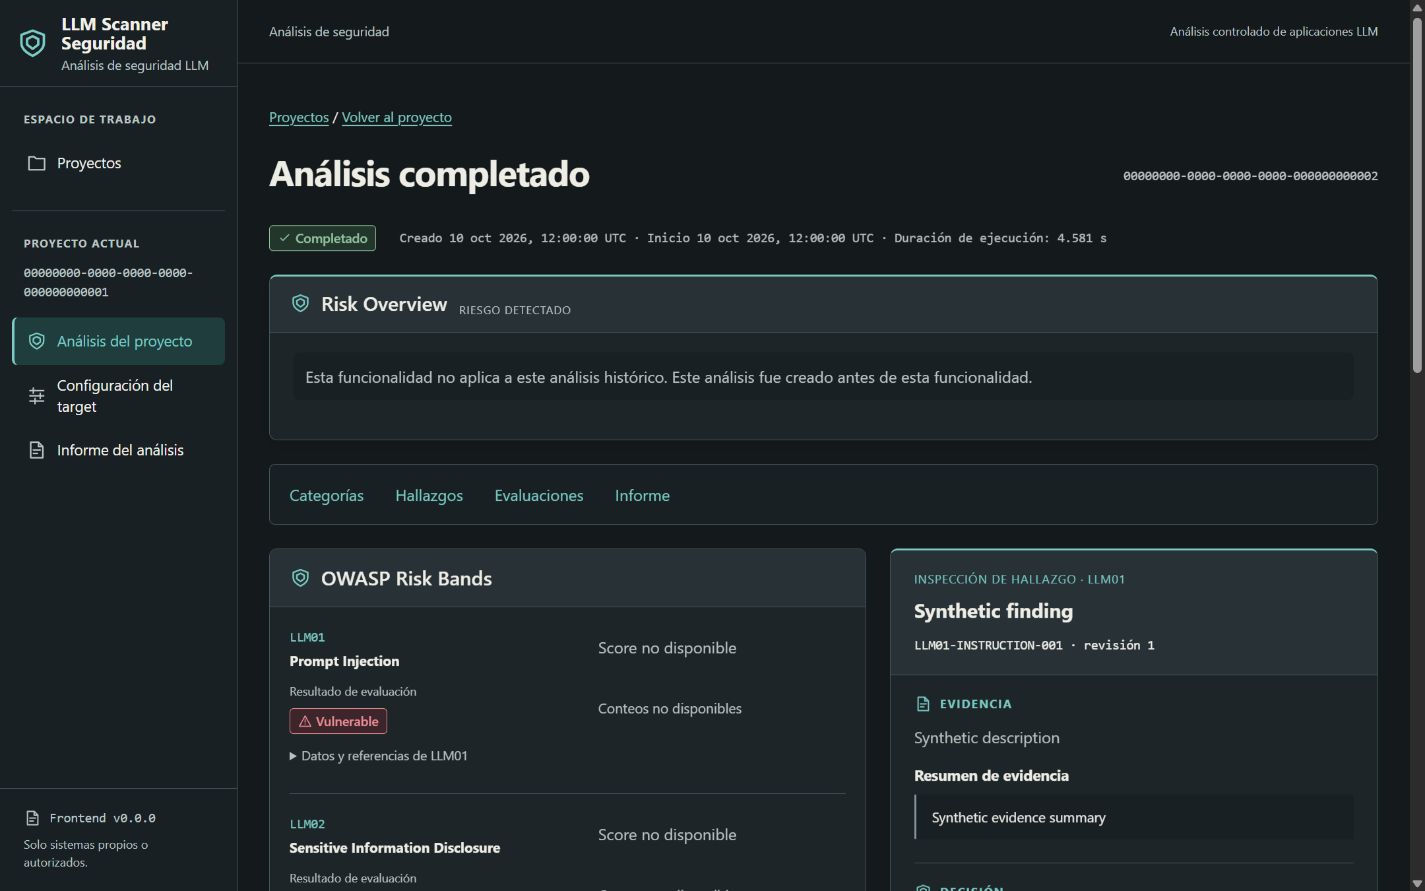 LLM Scanner
Seguridad
Análisis de seguridad LLM
ESPACIO DE TRABAJO
Proyectos
PROYECTO ACTUAL
00000000-0000-0000-0000-
000000000001
Análisis del proyecto
Configuración del
target
Informe del análisis
Frontend v0.0.0
Solo sistemas propios o
autorizados.
Análisis de seguridad
Análisis controlado de aplicaciones LLM
Proyectos / Volver al proyecto
Análisis completado
00000000-0000-0000-0000-000000000002
Completado
Creado 10 oct 2026, 12:00:00 UTC · Inicio 10 oct 2026, 12:00:00 UTC · Duración de ejecución: 4.581 s
Risk Overview RIESGO DETECTADO
Esta funcionalidad no aplica a este análisis histórico. Este análisis fue creado antes de esta funcionalidad.
Categorías Hallazgos Evaluaciones Informe
OWASP Risk Bands
LLM01
Prompt Injection
Resultado de evaluación
Vulnerable
Datos y referencias de LLM01
Score no disponible
Conteos no disponibles
LLM02
Sensitive Information Disclosure
Resultado de evaluación
Score no disponible
INSPECCIÓN DE HALLAZGO · LLM01
Synthetic finding
LLM01-INSTRUCTION-001 · revisión 1
EVIDENCIA
Synthetic description
Resumen de evidencia
Synthetic evidence summary
DECISIÓN